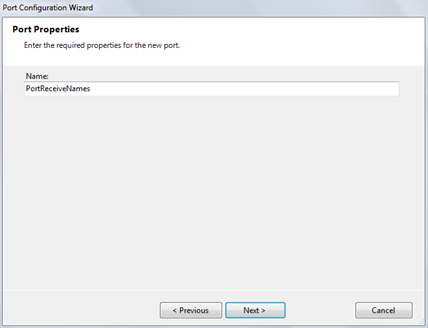 Port Configuration Wizard
Port Properties
Enter the required properties for the new port.
Name:
PortReceiveNames
< Previous
Next >
Cancel